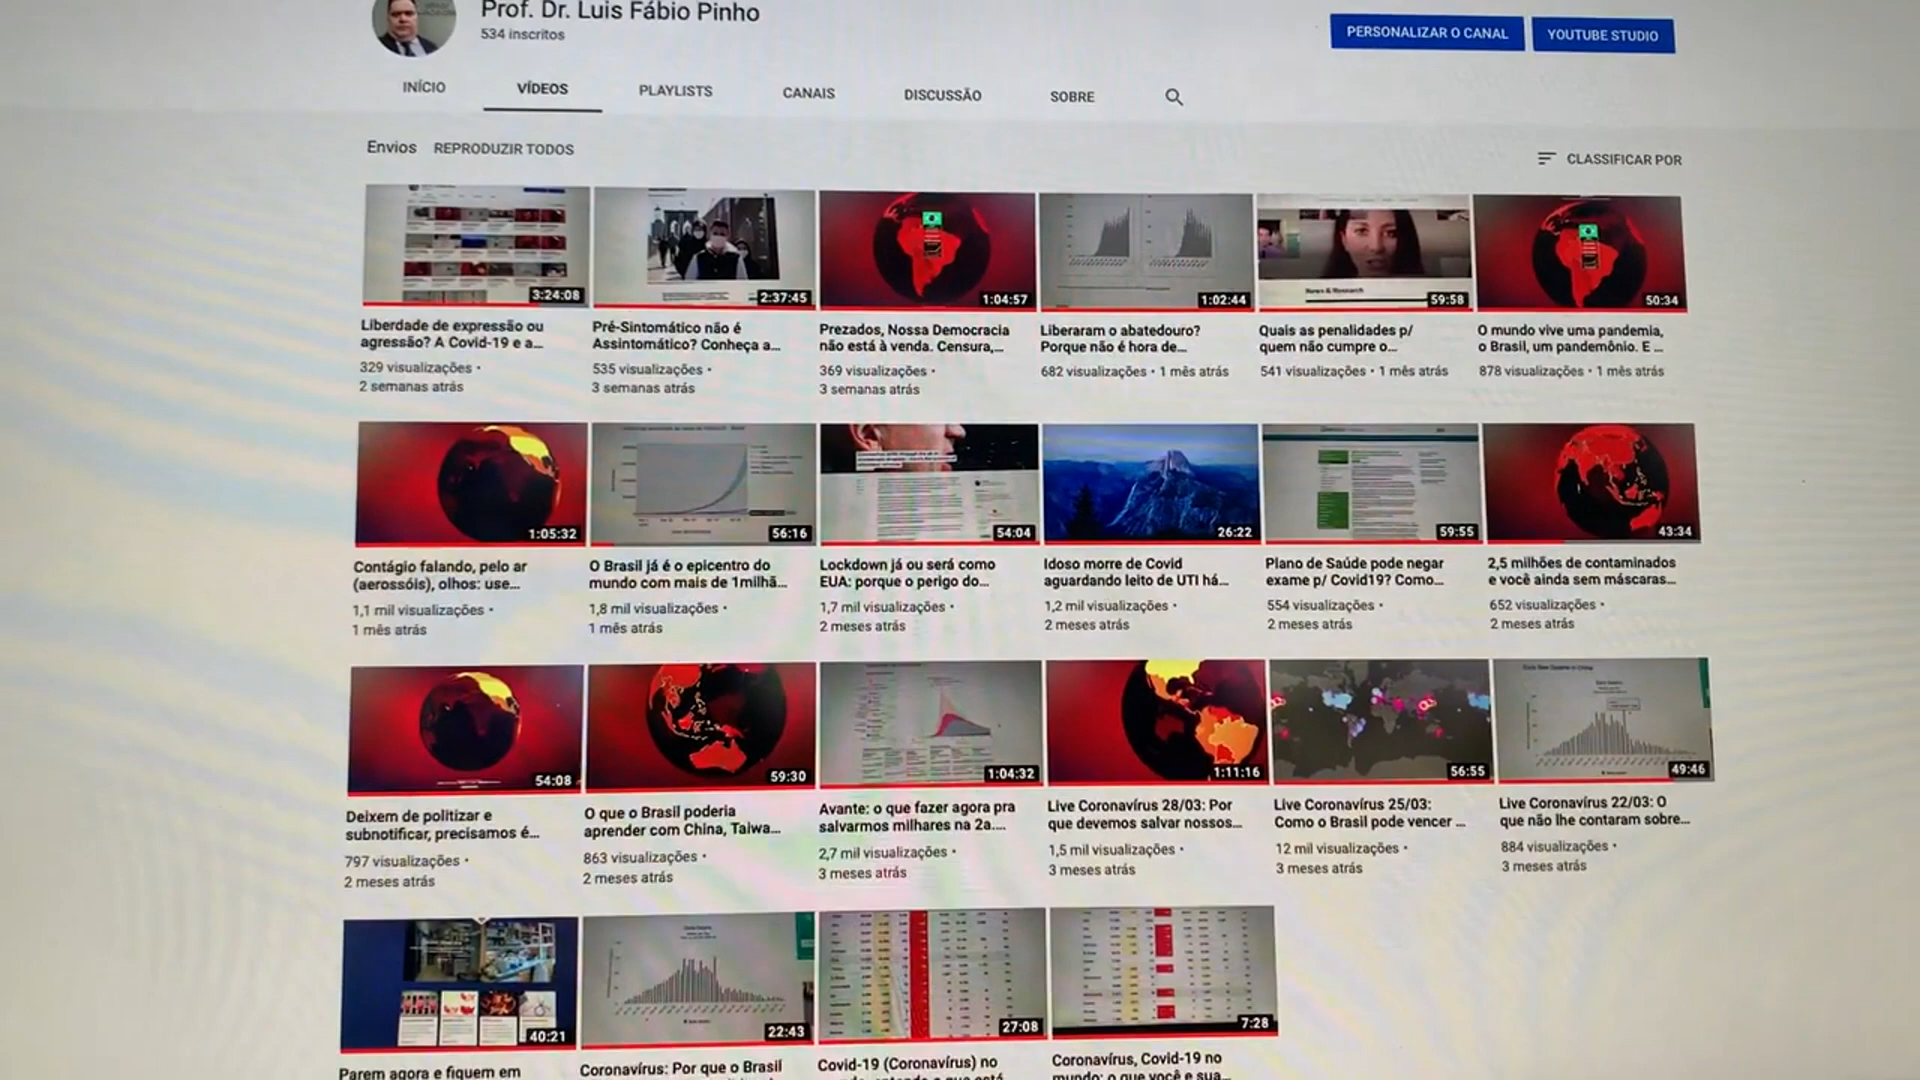 Prof. Dr. Luis Fábio Pinho
534 inscritos
PERSONALIZAR O CANAL
YOUTUBE STUDIO
INÍCIO
VÍDEOS
PLAYLISTS
CANAIS
DISCUSSÃO
SOBRE
Envios
REPRODUZIR TODOS
CLASSIFICAR POR
3:24:08
2:37:45
1:04:57
1:02:44
News & Research
59:58
50:34
Liberdade de expressão ou
agressão? A Covid-19 e a...
329 visualizações •
2 semanas atrás
Pré-Sintomático não é
Assintomático? Conheça a...
535 visualizações •
3 semanas atrás
Prezados, Nossa Democracia
não está à venda. Censura,...
369 visualizações •
3 semanas atrás
Liberaram o abatedouro?
Porque não é hora de...
682 visualizações • 1 mês atrás
Quais as penalidades p/
quem não cumpre o...
541 visualizações • 1 mês atrás
O mundo vive uma pandemia,
o Brasil, um pandemônio. E ...
878 visualizações • 1 mês atrás
1:05:32
56:16
54:04
26:22
59:55
43:34
Contágio falando, pelo ar
(aerossóis), olhos: use...
1,1 mil visualizações •
1 mês atrás
O Brasil já é o epicentro do
mundo com mais de 1milhã...
1,8 mil visualizações •
1 mês atrás
Lockdown já ou será como
EUA: porque o perigo do...
1,7 mil visualizações •
2 meses atrás
Idoso morre de Covid
aguardando leito de UTI há...
1,2 mil visualizações •
2 meses atrás
Plano de Saúde pode negar
exame p/ Covid19? Como...
554 visualizações •
2 meses atrás
2,5 milhões de contaminados
e você ainda sem máscaras...
652 visualizações •
2 meses atrás
54:08
59:30
1:04:32
1:11:16
56:55
49:46
Deixem de politizar e
subnotificar, precisamos é...
797 visualizações •
2 meses atrás
O que o Brasil poderia
aprender com China, Taiwa...
863 visualizações •
2 meses atrás
Avante: o que fazer agora pra
salvarmos milhares na 2a....
2,7 mil visualizações •
3 meses atrás
Live Coronavírus 28/03: Por
que devemos salvar nossos...
1,5 mil visualizações •
3 meses atrás
Live Coronavírus 25/03:
Como o Brasil pode vencer ...
12 mil visualizações •
3 meses atrás
Live Coronavírus 22/03: O
que não lhe contaram sobre...
884 visualizações •
3 meses atrás
40:21
22:43
27:08
7:28
Parem agora e fiquem em
Coronavírus: Por que o Brasil
Covid-19 (Coronavírus) no
Coronavírus, Covid-19 no
mundo: o que você e sua...